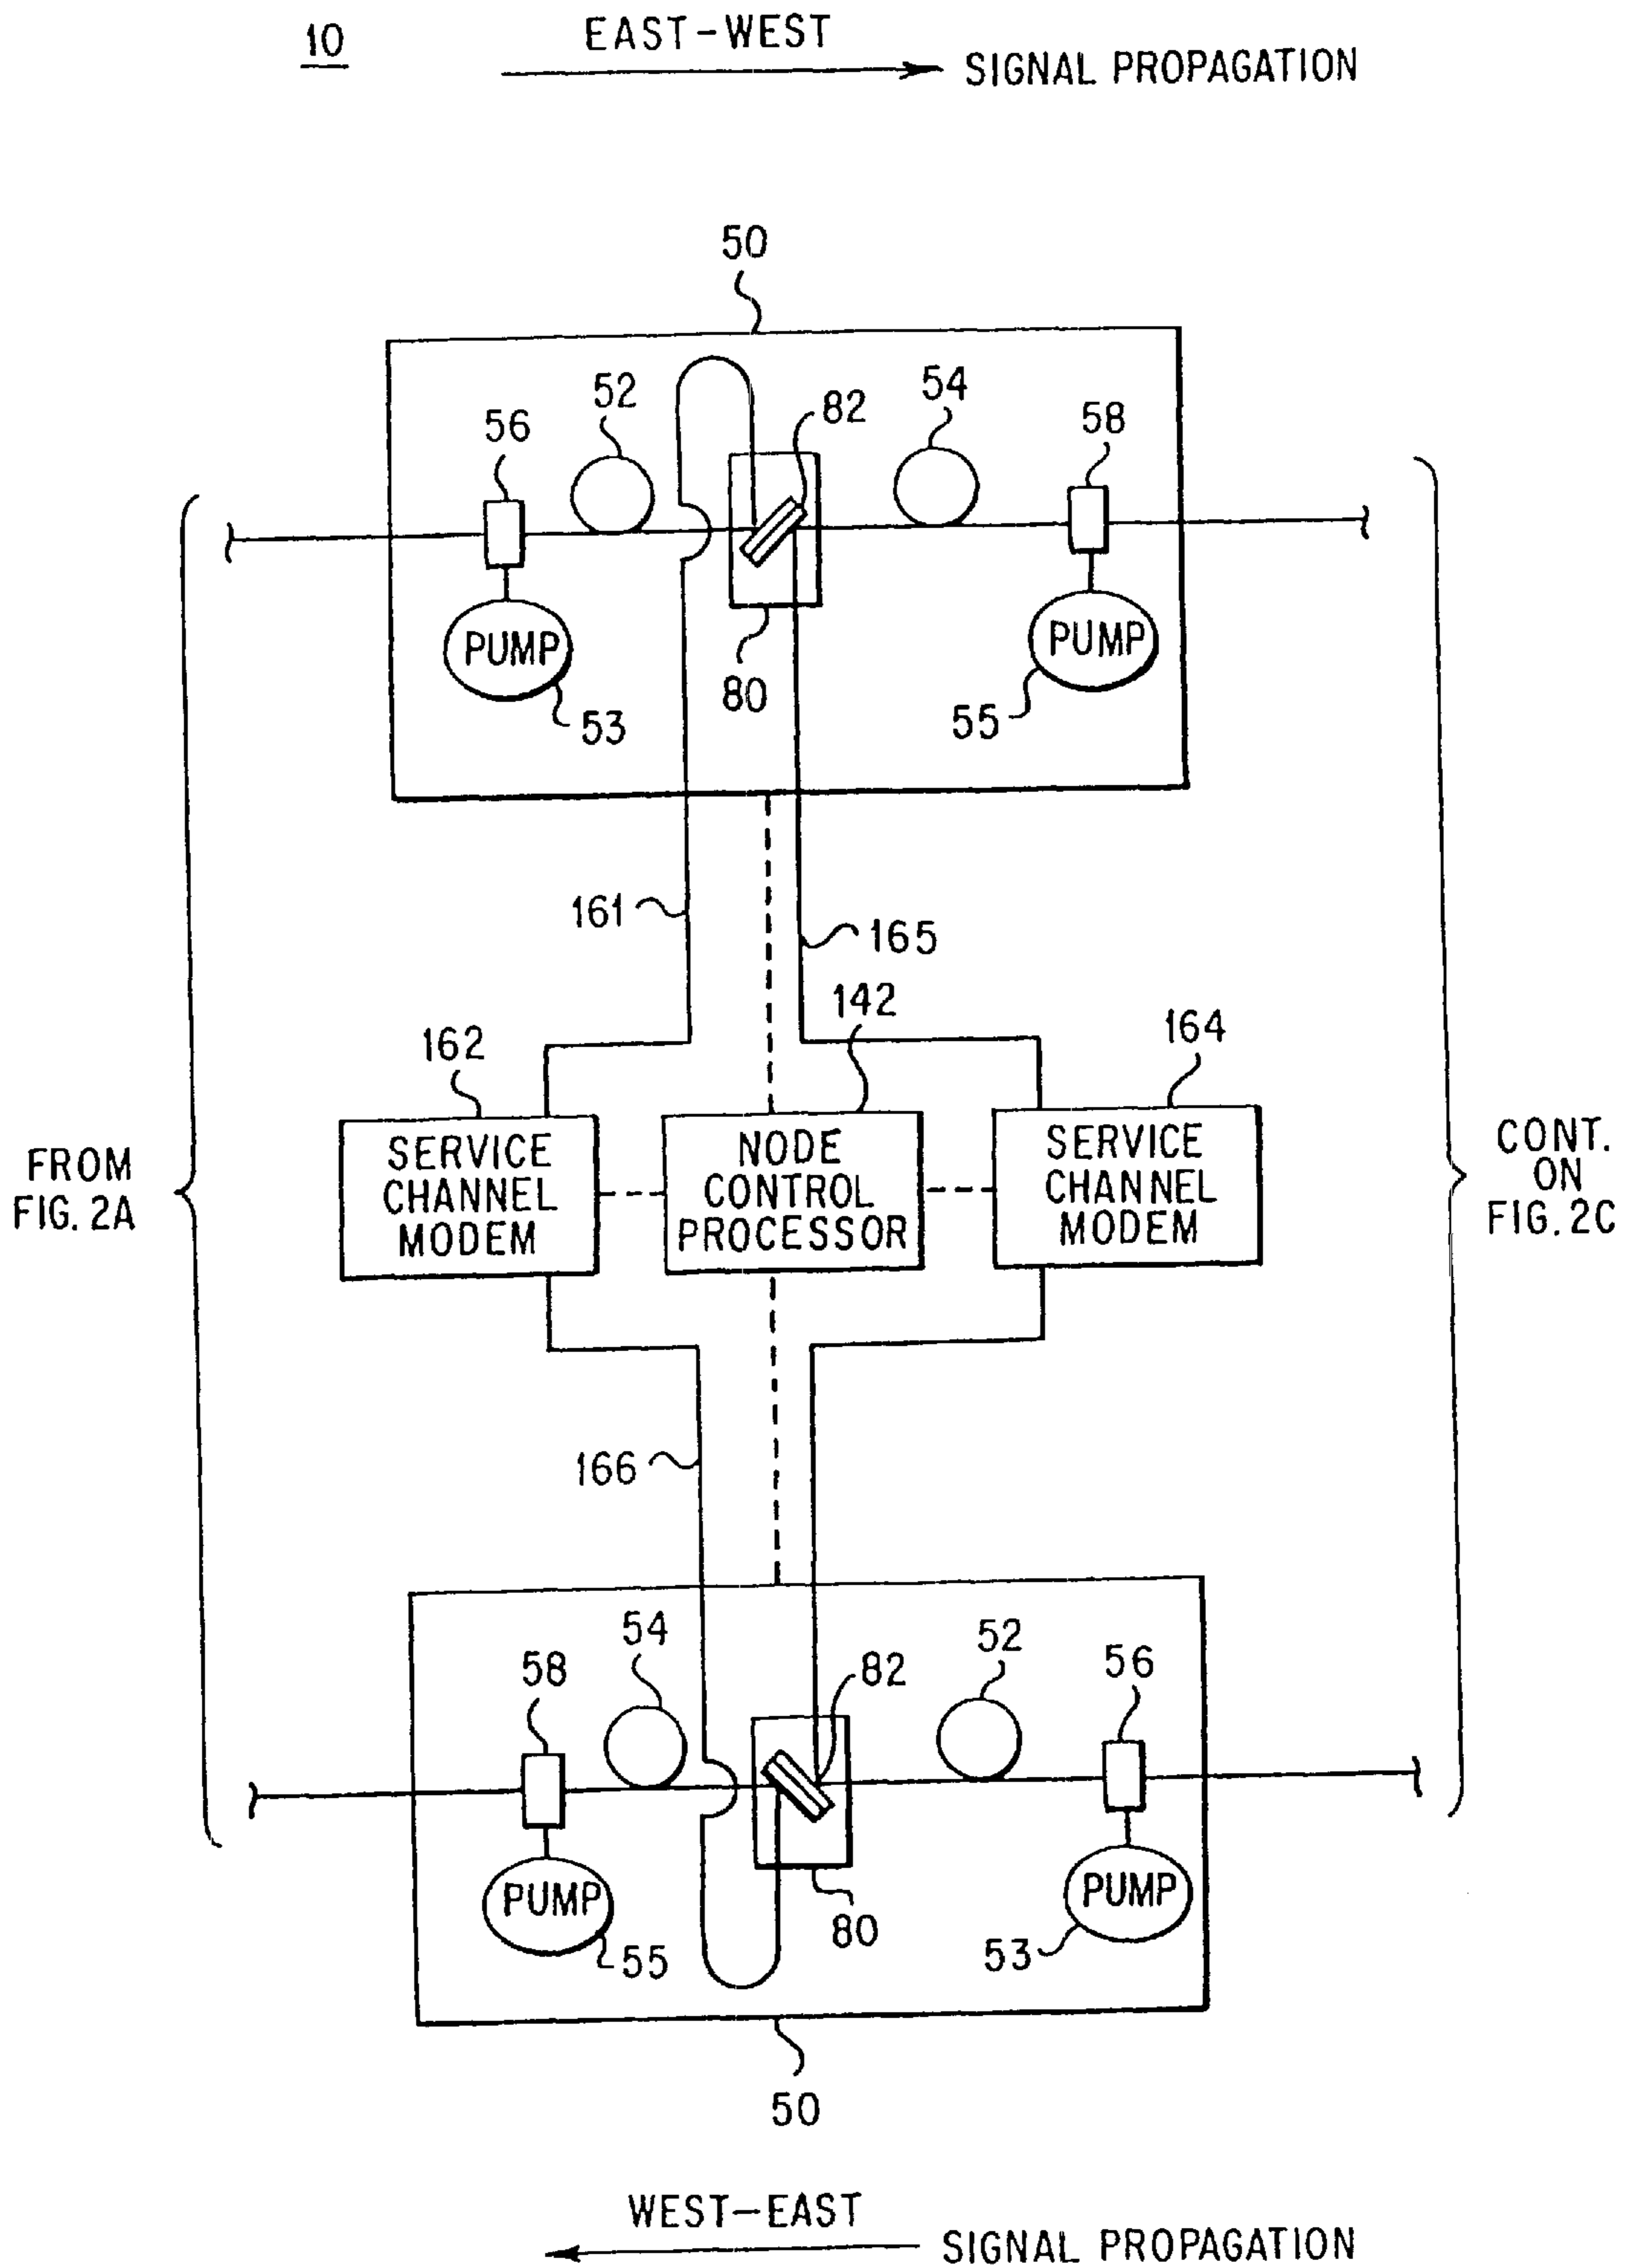 10
EAST-WEST
SIGNAL PROPAGATION
50
52
54
56
82
58
PUMP
PUMP
80
53
55
161
165
142
162
164
FROM
FIG. 2A
SERVICE
CHANNEL
MODEM
NODE
CONTROL
PROCESSOR
SERVICE
CHANNEL
MODEM
CONT.
ON
FIG. 2C
166
54
52
58
82
56
PUMP
PUMP
80
55
53
50
WEST-EAST
SIGNAL PROPAGATION